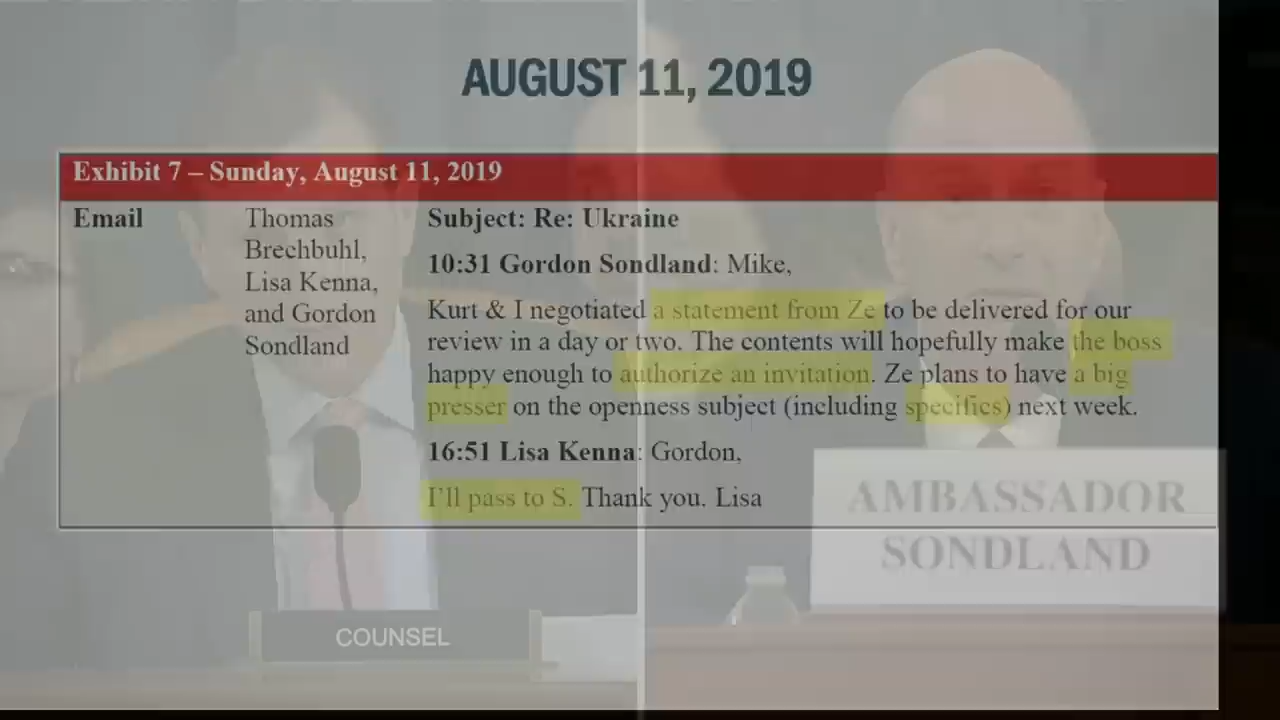 AUGUST 11, 2019
Exhibit 7 – Sunday, August 11, 2019
Email
Thomas
Brechbuhl,
Lisa Kenna,
and Gordon
Sondland
Subject: Re: Ukraine
10:31 Gordon Sondland: Mike,
Kurt & I negotiated a statement from Ze to be delivered for our
review in a day or two. The contents will hopefully make the boss
happy enough to authorize an invitation. Ze plans to have a big
presser on the openness subject (including specifics) next week.
16:51 Lisa Kenna: Gordon,
I'll pass to S. Thank you. Lisa
AMBASSADOR
SONDLAND
COUNSEL